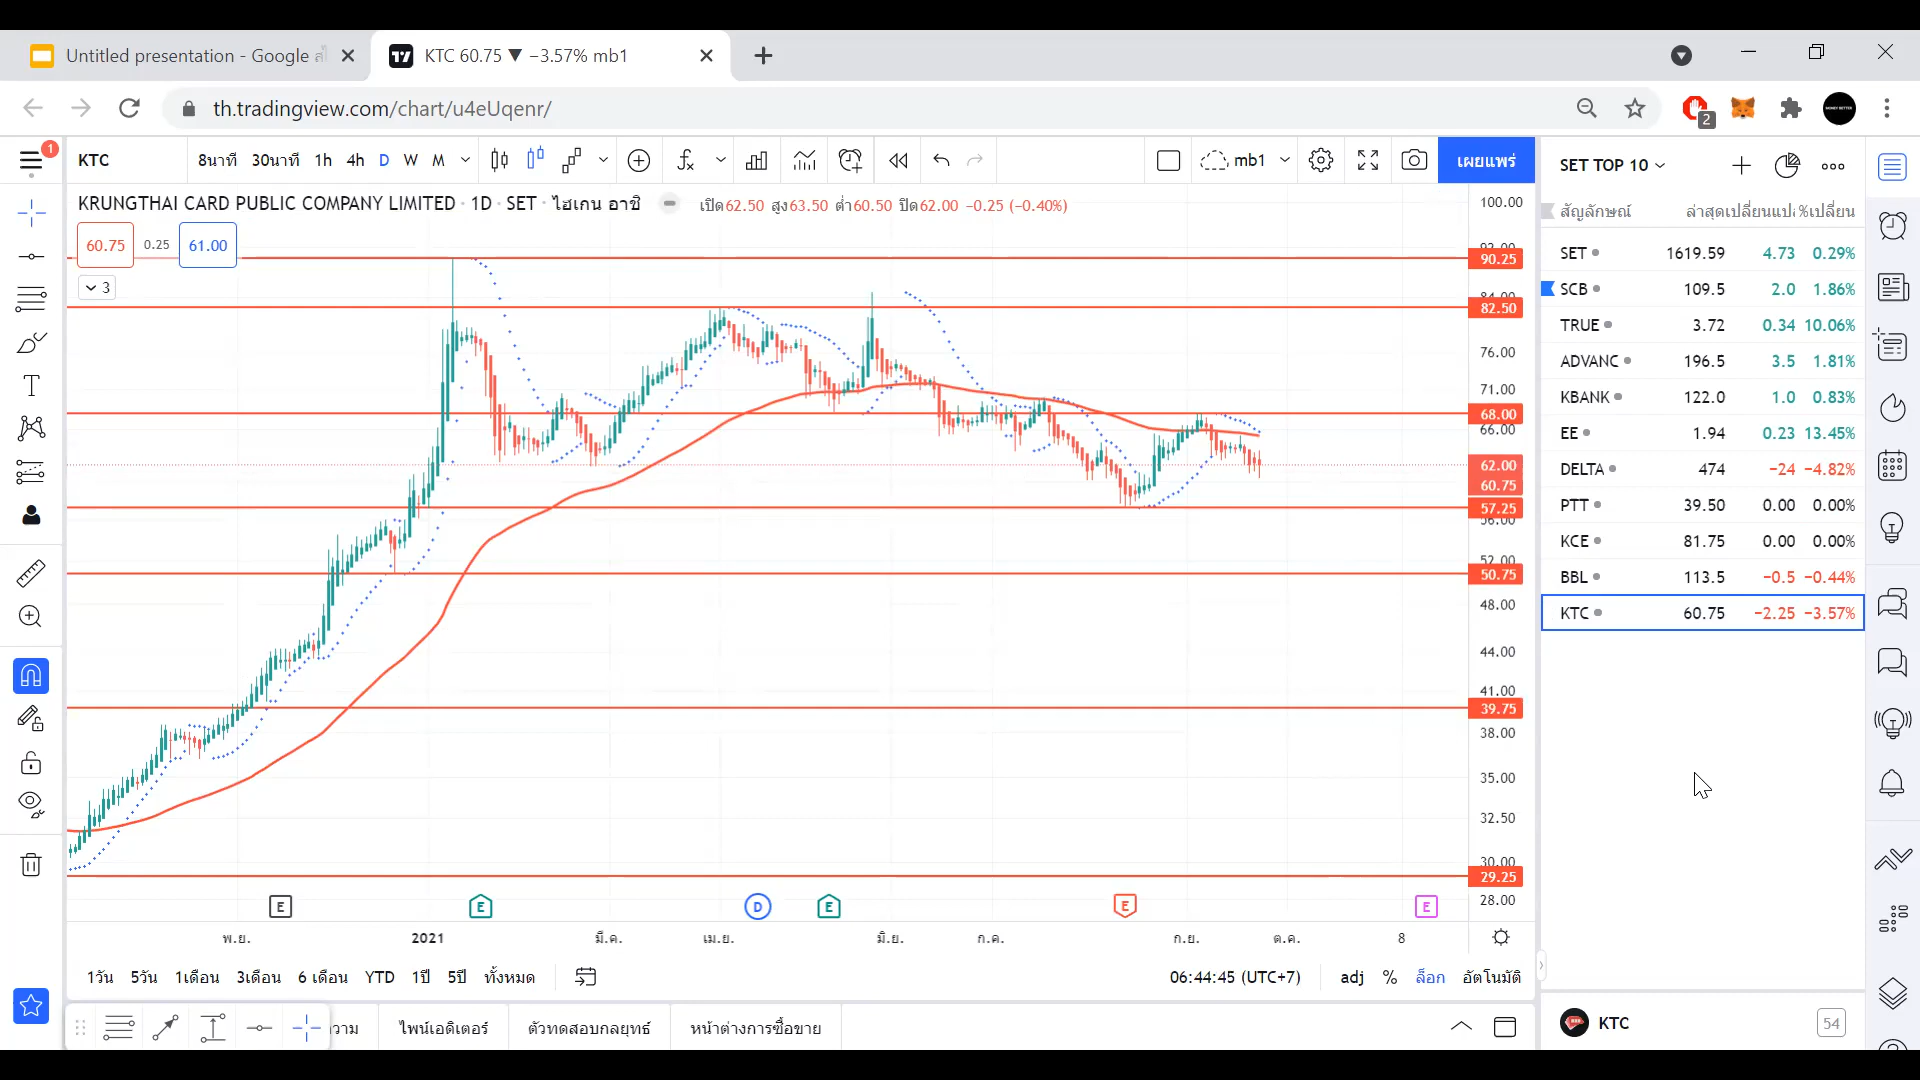 Untitled presentation - Google ส
KTC 60.75 ▼ −3.57% mb1
th.tradingview.com/chart/u4eUqenr/
2
1
KTC
8นาที 30นาที 1h 4h D W M
mb1
เผยแพร่
KRUNGTHAI CARD PUBLIC COMPANY LIMITED · 1D · SET · ไฮเกน อาชิ
เปิด62.50 สูง63.50 ต่ำ60.50 ปิด62.00 −0.25 (−0.40%)
60.75 0.25 61.00
3
100.00
92.00
90.25
84.00
82.50
76.00
71.00
68.00
66.00
62.00
60.75
57.25
56.00
52.00
50.75
48.00
44.00
41.00
39.75
38.00
35.00
32.50
30.00
29.25
28.00
E E D E E E
พ.ย. 2021 มี.ค. เม.ย. มิ.ย. ก.ค. ก.ย. ต.ค. 8
1วัน 5วัน 1เดือน 3เดือน 6 เดือน YTD 1ปี 5ปี ทั้งหมด
06:44:45 (UTC+7) adj % ล็อก อัตโนมัติ
วาม ไพน์เอดิเตอร์ ตัวทดสอบกลยุทธ์ หน้าต่างการซื้อขาย
SET TOP 10
สัญลักษณ์ ล่าสุด เปลี่ยนแปล %เปลี่ยน
SET 1619.59 4.73 0.29%
SCB 109.5 2.0 1.86%
TRUE 3.72 0.34 10.06%
ADVANC 196.5 3.5 1.81%
KBANK 122.0 1.0 0.83%
EE 1.94 0.23 13.45%
DELTA 474 −24 −4.82%
PTT 39.50 0.00 0.00%
KCE 81.75 0.00 0.00%
BBL 113.5 −0.5 −0.44%
KTC 60.75 −2.25 −3.57%
KTC 54